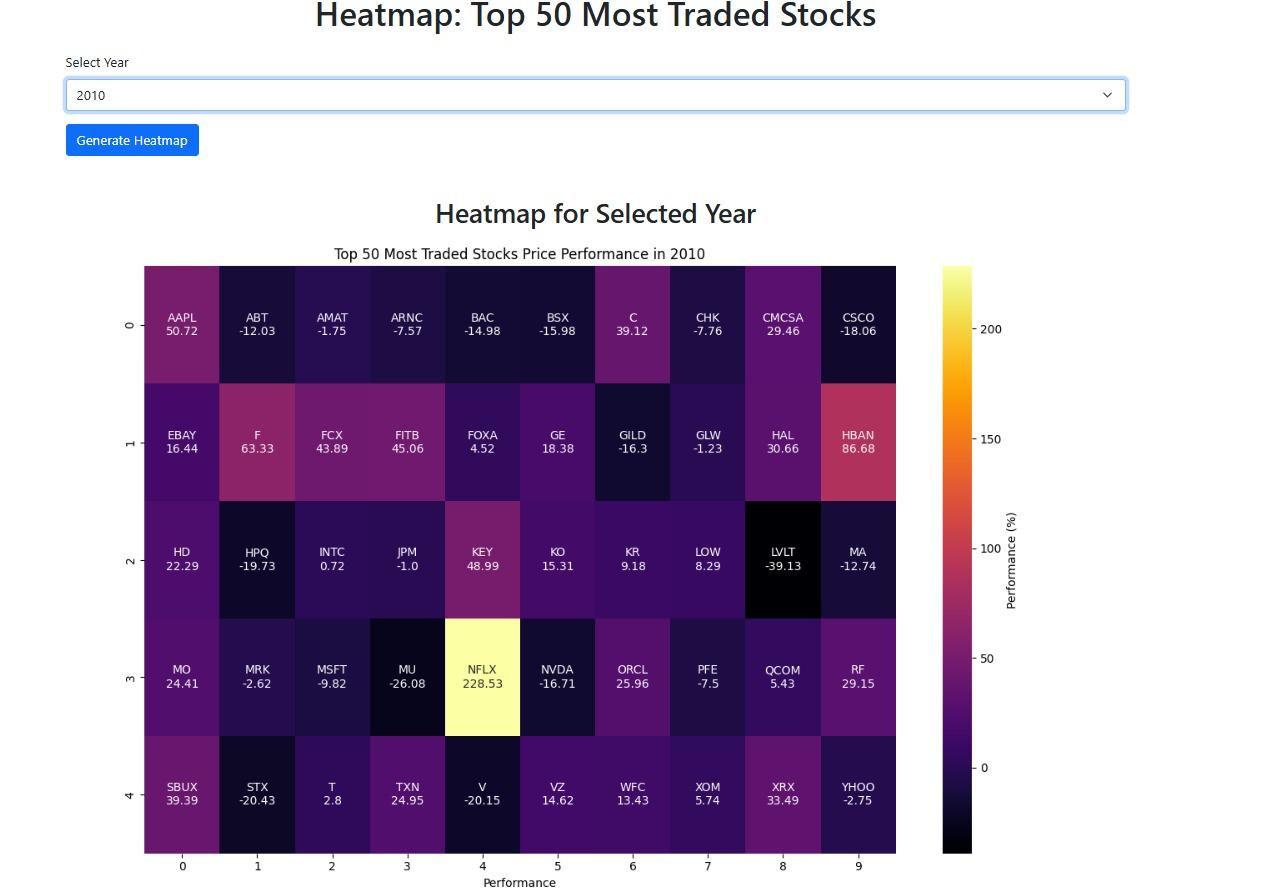 Heatmap: Top 50 Most Traded Stocks
Select Year
2010
Generate Heatmap
Heatmap for Selected Year
Top 50 Most Traded Stocks Price Performance in 2010
0
AAPL ABT AMAT ARNC BAC BSX C CHK CMCSA CSCO
50.72 -12.03 -1.75 -7.57 -14.98 -15.98 39.12 -7.76 29.46 -18.06
1
EBAY F FCX FITB FOXA GE GILD GLW HAL HBAN
16.44 63.33 43.89 45.06 4.52 18.38 -16.3 -1.23 30.66 86.68
2
HD HPQ INTC JPM KEY KO KR LOW LVLT MA
22.29 -19.73 0.72 -1.0 48.99 15.31 9.18 8.29 -39.13 -12.74
3
MO MRK MSFT MU NFLX NVDA ORCL PFE QCOM RF
24.41 -2.62 -9.82 -26.08 228.53 -16.71 25.96 -7.5 5.43 29.15
4
SBUX STX T TXN V VZ WFC XOM XRX YHOO
39.39 -20.43 2.8 24.95 -20.15 14.62 13.43 5.74 33.49 -2.75
0 1 2 3 4 5 6 7 8 9
Performance
200
150
100
50
0
Performance (%)